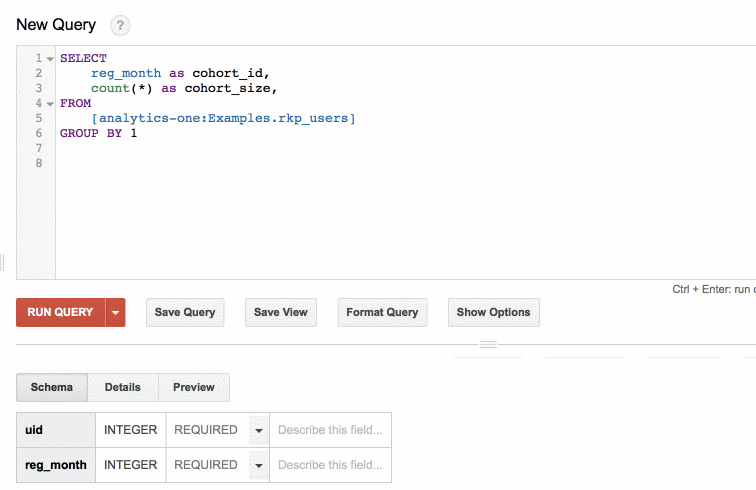 New Query ?
1 SELECT
2 reg_month as cohort_id,
3 count(*) as cohort_size,
4 FROM
5 [analytics-one:Examples.rkp_users]
6 GROUP BY 1
7
8
Ctrl + Enter: run
RUN QUERY Save Query Save View Format Query Show Options
Schema Details Preview
uid INTEGER REQUIRED Describe this field...
reg_month INTEGER REQUIRED Describe this field...